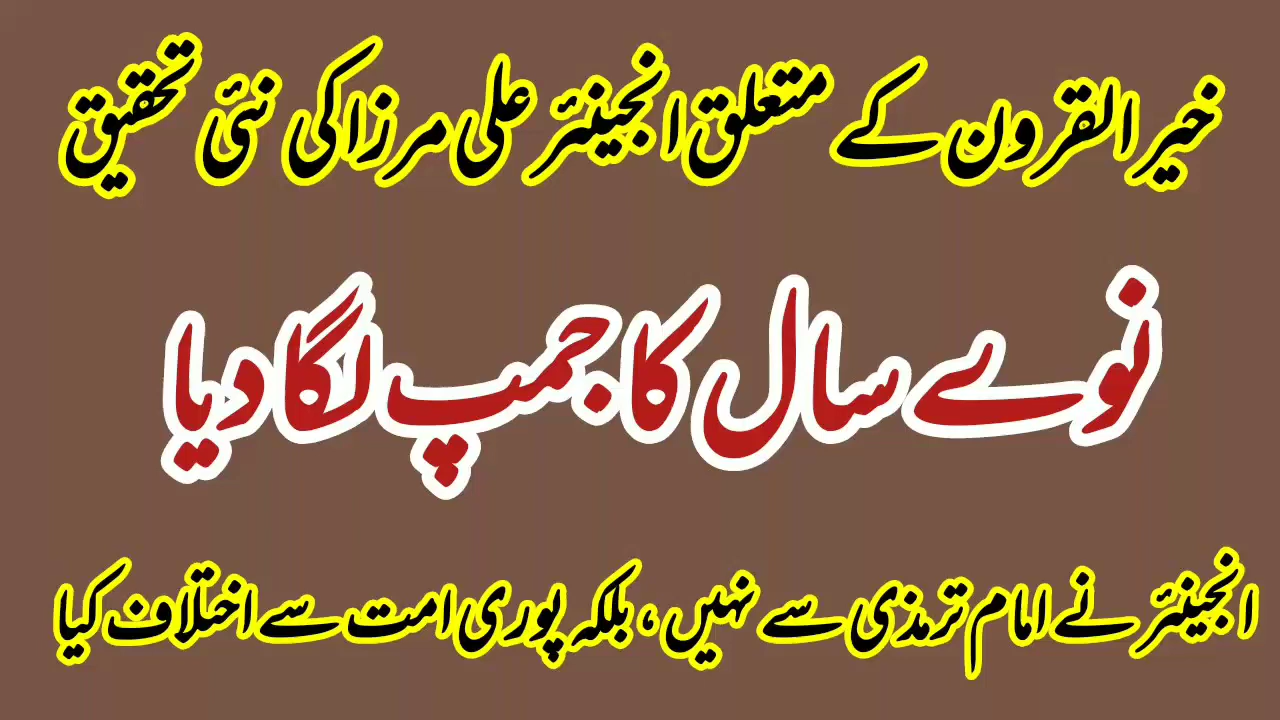 خیرالقرون کے متعلق انجینئر علی مرزا کی نئی تحقیق
نوے سال کا جمپ لگا دیا
انجینئر نے امام ترمذی سے نہیں، بلکہ پوری امت سے اختلاف کیا